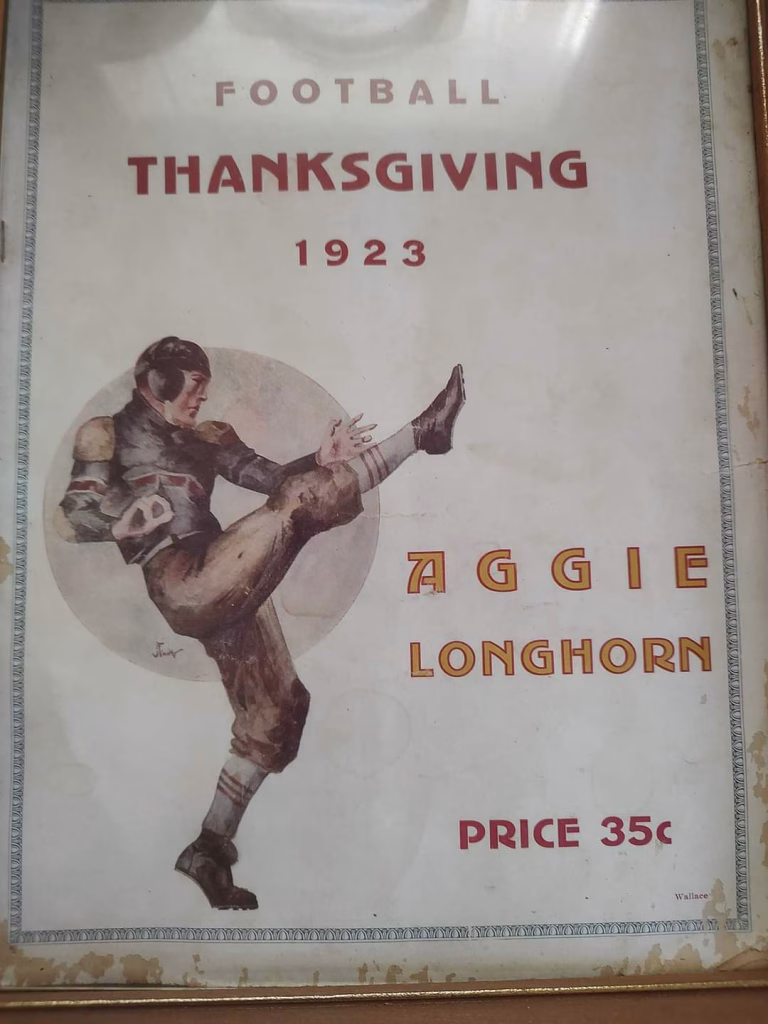 FOOTBALL
THANKSGIVING
1923
AGGIE
LONGHORN
PRICE 35c
Wallace